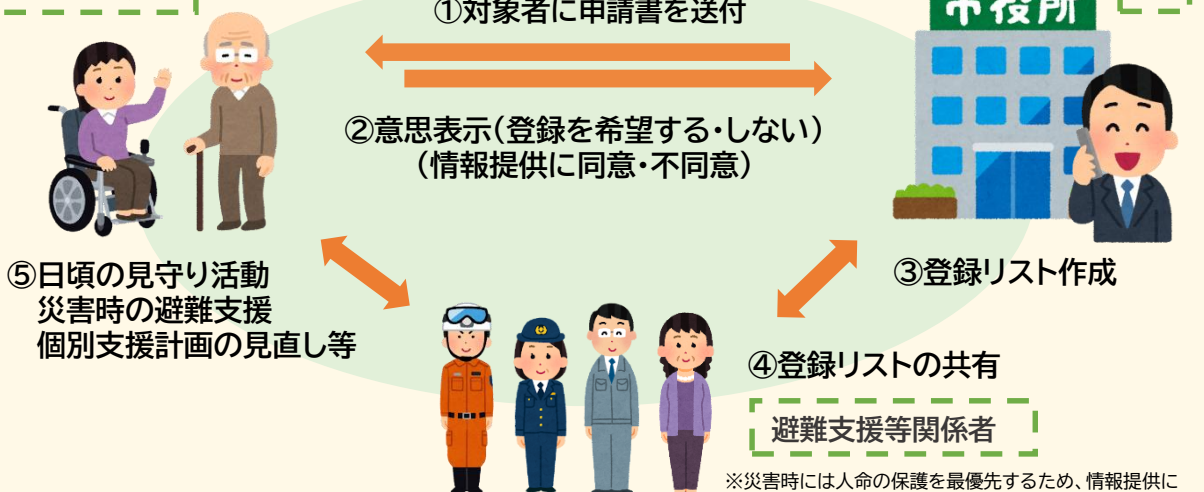 ①対象者に申請書を送付
市役所
②意思表示(登録を希望する・しない)
(情報提供に同意・不同意)
③登録リスト作成
⑤日頃の見守り活動
災害時の避難支援
個別支援計画の見直し等
④登録リストの共有
避難支援等関係者
※災害時には人命の保護を最優先するため、情報提供に